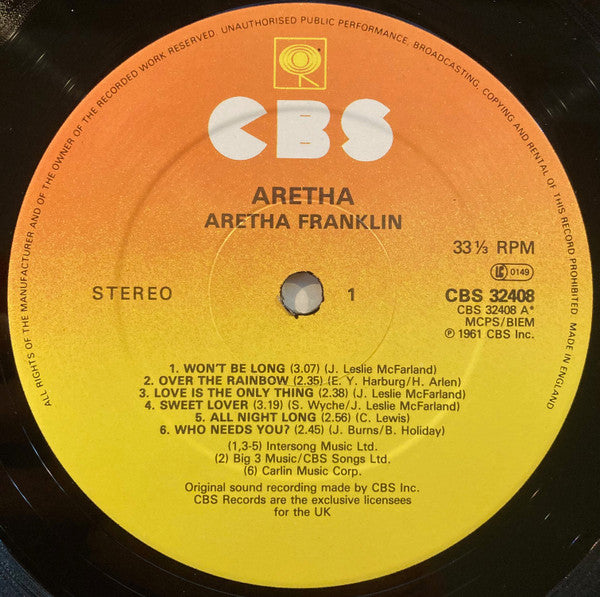 ALL RIGHTS OF THE MANUFACTURER AND OF THE OWNER OF THE RECORDED WORK RESERVED. UNAUTHORISED PUBLIC PERFORMANCE, BROADCASTING, COPYING AND RENTAL OF THIS RECORD PROHIBITED. MADE IN ENGLAND
CBS
ARETHA
ARETHA FRANKLIN
33⅓ RPM
LC 0149
STEREO
1
CBS 32408
CBS 32408 A*
MCPS/BIEM
℗ 1961 CBS Inc.
1. WON'T BE LONG (3.07) (J. Leslie McFarland)
2. OVER THE RAINBOW (2.35) (E. Y. Harburg/H. Arlen)
3. LOVE IS THE ONLY THING (2.38) (J. Leslie McFarland)
4. SWEET LOVER (3.19) (S. Wyche/J. Leslie McFarland)
5. ALL NIGHT LONG (2.56) (C. Lewis)
6. WHO NEEDS YOU? (2.45) (J. Burns/B. Holiday)
(1,3-5) Intersong Music Ltd.
(2) Big 3 Music/CBS Songs Ltd.
(6) Carlin Music Corp.
Original sound recording made by CBS Inc.
CBS Records are the exclusive licensees
for the UK